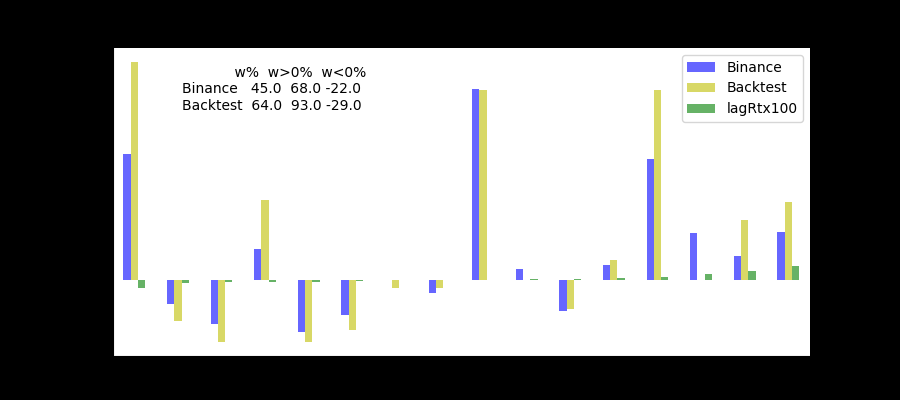 w% w>0% w<0%
Binance 45.0 68.0 -22.0
Backtest 64.0 93.0 -29.0
Binance
Backtest
lagRtx100